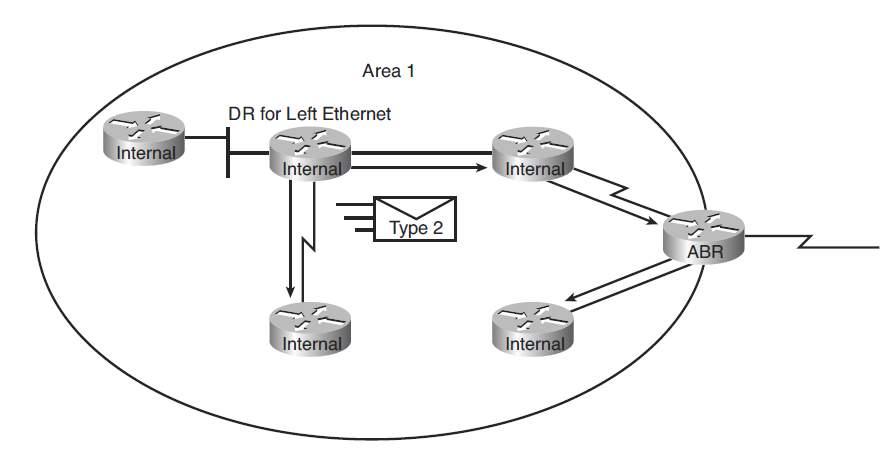 Area 1
DR for Left Ethernet
Internal
Internal
Internal
Type 2
ABR
Internal
Internal